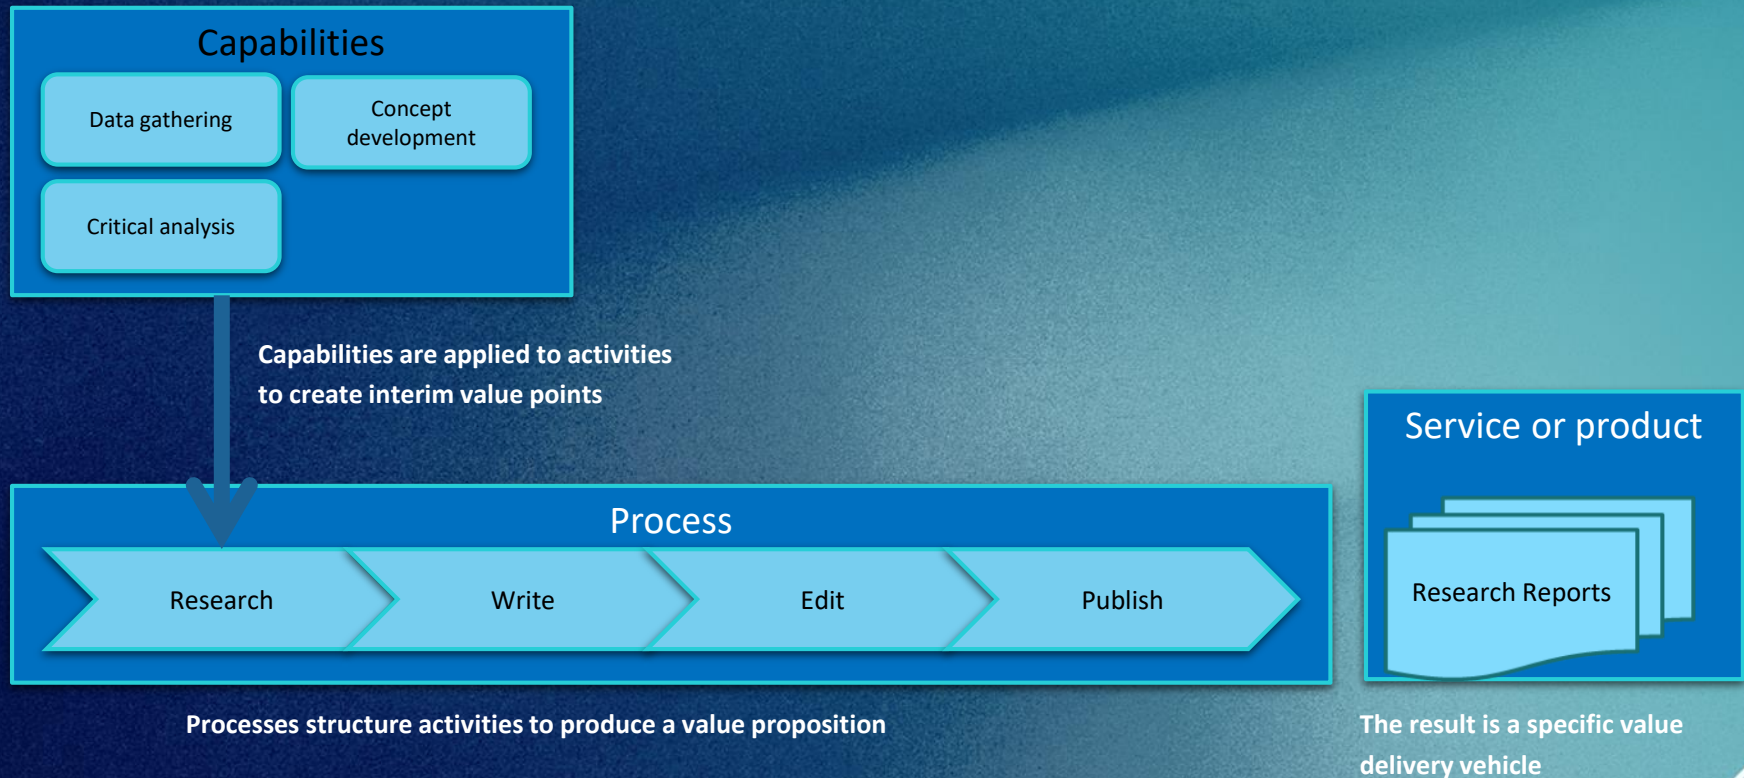 Capabilities
Data gathering
Concept
development
Critical analysis
Capabilities are applied to activities
to create interim value points
Service or product
Research Reports
Process
Research
Write
Edit
Publish
Processes structure activities to produce a value proposition
The result is a specific value
delivery vehicle